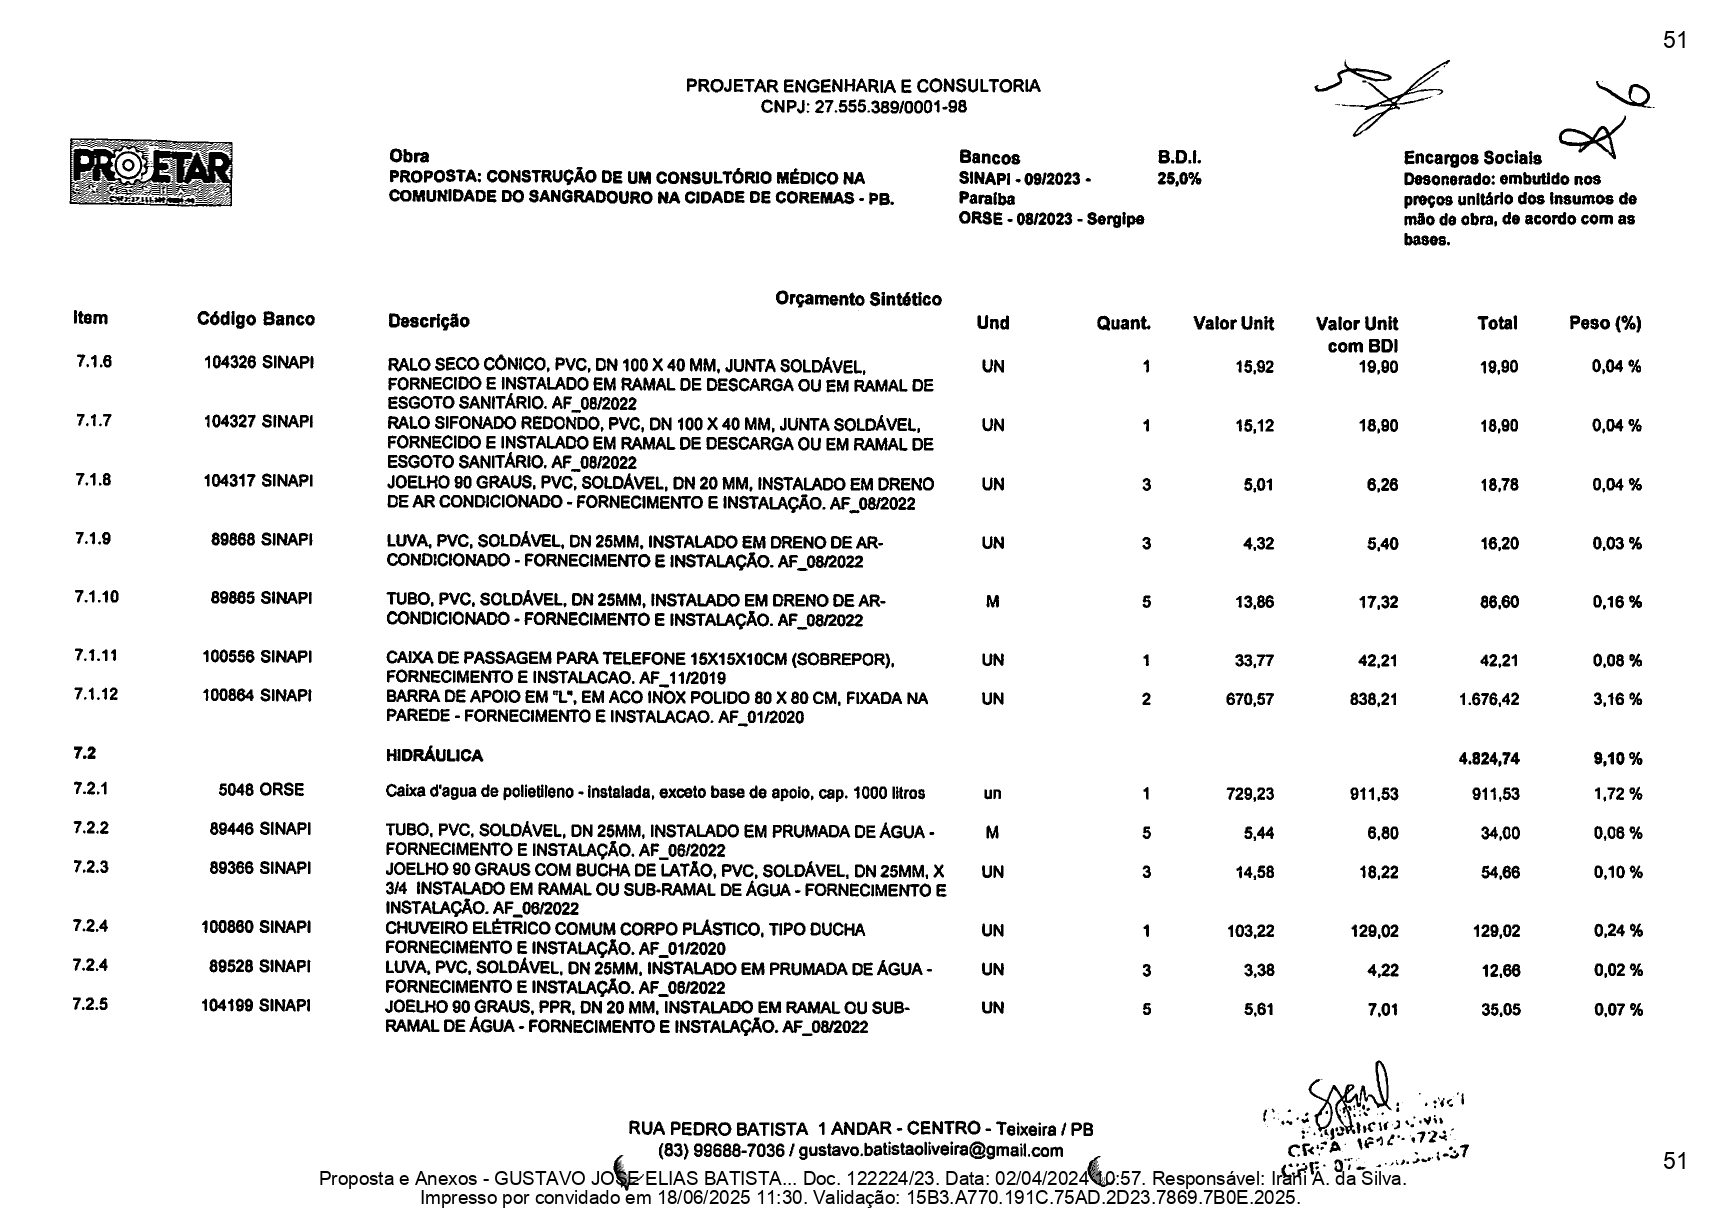 51
PROJETAR ENGENHARIA E CONSULTORIA
CNPJ: 27.555.389/0001-98
PROJETAR
Obra
PROPOSTA: CONSTRUÇÃO DE UM CONSULTÓRIO MÉDICO NA
COMUNIDADE DO SANGRADOURO NA CIDADE DE COREMAS - PB.
Bancos
SINAPI - 09/2023 -
Paraíba
ORSE - 08/2023 - Sergipe
B.D.I.
25,0%
Encargos Sociais
Desonerado: embutido nos
preços unitário dos insumos de
mão de obra, de acordo com as
bases.
Orçamento Sintético
Item Código Banco Descrição Und Quant. Valor Unit Valor Unit Total Peso (%)
com BDI
7.1.6 104326 SINAPI RALO SECO CÔNICO, PVC, DN 100 X 40 MM, JUNTA SOLDÁVEL, UN 1 15,92 19,90 19,90 0,04 %
FORNECIDO E INSTALADO EM RAMAL DE DESCARGA OU EM RAMAL DE
ESGOTO SANITÁRIO. AF_08/2022
7.1.7 104327 SINAPI RALO SIFONADO REDONDO, PVC, DN 100 X 40 MM, JUNTA SOLDÁVEL, UN 1 15,12 18,90 18,90 0,04 %
FORNECIDO E INSTALADO EM RAMAL DE DESCARGA OU EM RAMAL DE
ESGOTO SANITÁRIO. AF_08/2022
7.1.8 104317 SINAPI JOELHO 90 GRAUS, PVC, SOLDÁVEL, DN 20 MM, INSTALADO EM DRENO UN 3 5,01 6,26 18,78 0,04 %
DE AR CONDICIONADO - FORNECIMENTO E INSTALAÇÃO. AF_08/2022
7.1.9 89868 SINAPI LUVA, PVC, SOLDÁVEL, DN 25MM, INSTALADO EM DRENO DE AR- UN 3 4,32 5,40 16,20 0,03 %
CONDICIONADO - FORNECIMENTO E INSTALAÇÃO. AF_08/2022
7.1.10 89865 SINAPI TUBO, PVC, SOLDÁVEL, DN 25MM, INSTALADO EM DRENO DE AR- M 5 13,86 17,32 86,60 0,16 %
CONDICIONADO - FORNECIMENTO E INSTALAÇÃO. AF_08/2022
7.1.11 100556 SINAPI CAIXA DE PASSAGEM PARA TELEFONE 15X15X10CM (SOBREPOR), UN 1 33,77 42,21 42,21 0,08 %
FORNECIMENTO E INSTALACAO. AF_11/2019
7.1.12 100864 SINAPI BARRA DE APOIO EM "L", EM ACO INOX POLIDO 80 X 80 CM, FIXADA NA UN 2 670,57 838,21 1.676,42 3,16 %
PAREDE - FORNECIMENTO E INSTALACAO. AF_01/2020
7.2 HIDRÁULICA 4.824,74 9,10 %
7.2.1 5048 ORSE Caixa d'agua de polietileno - instalada, exceto base de apoio, cap. 1000 litros un 1 729,23 911,53 911,53 1,72 %
7.2.2 89446 SINAPI TUBO, PVC, SOLDÁVEL, DN 25MM, INSTALADO EM PRUMADA DE ÁGUA - M 5 5,44 6,80 34,00 0,06 %
FORNECIMENTO E INSTALAÇÃO. AF_06/2022
7.2.3 89366 SINAPI JOELHO 90 GRAUS COM BUCHA DE LATÃO, PVC, SOLDÁVEL, DN 25MM, X UN 3 14,58 18,22 54,66 0,10 %
3/4 INSTALADO EM RAMAL OU SUB-RAMAL DE ÁGUA - FORNECIMENTO E
INSTALAÇÃO. AF_06/2022
7.2.4 100860 SINAPI CHUVEIRO ELÉTRICO COMUM CORPO PLÁSTICO, TIPO DUCHA UN 1 103,22 129,02 129,02 0,24 %
FORNECIMENTO E INSTALAÇÃO. AF_01/2020
7.2.4 89528 SINAPI LUVA, PVC, SOLDÁVEL, DN 25MM, INSTALADO EM PRUMADA DE ÁGUA - UN 3 3,38 4,22 12,66 0,02 %
FORNECIMENTO E INSTALAÇÃO. AF_06/2022
7.2.5 104199 SINAPI JOELHO 90 GRAUS, PPR, DN 20 MM, INSTALADO EM RAMAL OU SUB- UN 5 5,61 7,01 35,05 0,07 %
RAMAL DE ÁGUA - FORNECIMENTO E INSTALAÇÃO. AF_08/2022
RUA PEDRO BATISTA 1 ANDAR - CENTRO - Teixeira / PB
(83) 99688-7036 / gustavo.batistaoliveira@gmail.com
51
Proposta e Anexos - GUSTAVO JOSE ELIAS BATISTA... Doc. 122224/23. Data: 02/04/2024 10:57. Responsável: Irani A. da Silva.
Impresso por convidado em 18/06/2025 11:30. Validação: 15B3.A770.191C.75AD.2D23.7869.7B0E.2025.